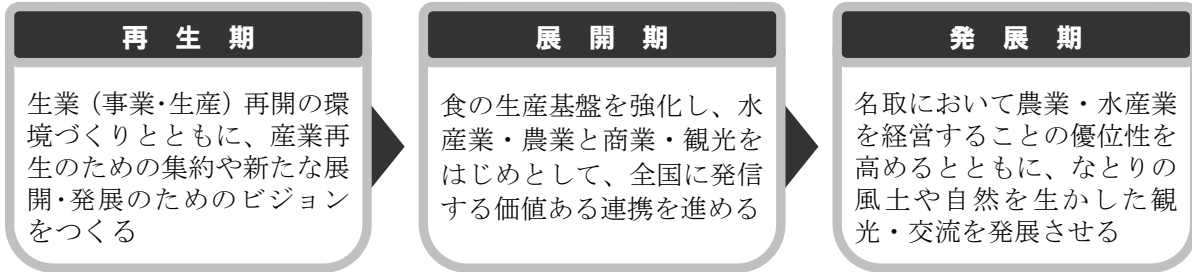 再生期
生業（事業・生産）再開の環
境づくりとともに、産業再
生のための集約や新たな展
開・発展のためのビジョン
をつくる
展開期
食の生産基盤を強化し、水
産業・農業と商業・観光を
はじめとして、全国に発信
する価値ある連携を進める
発展期
名取において農業・水産業
を経営することの優位性を
高めるとともに、なとりの
風土や自然を生かした観
光・交流を発展させる